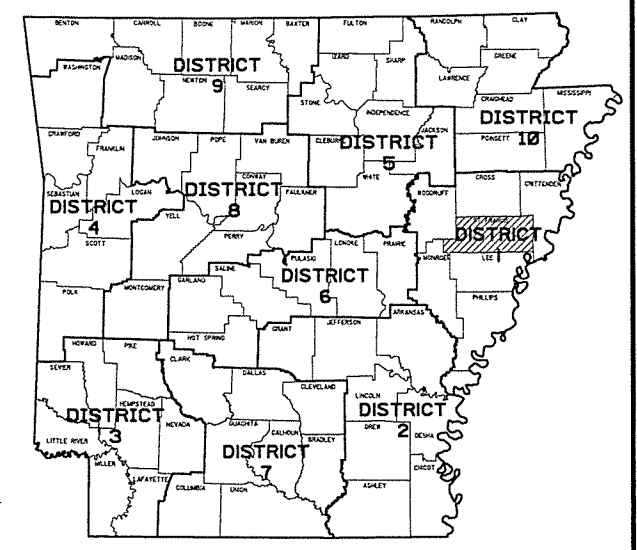 BENTON
CARROLL
BOONE
MARION
BAXTER
FULTON
RANDOLPH
CLAY
WASHINGTON
MADISON
DISTRICT
9
NEWTON
SEARCY
IZARD
SHARP
LAWRENCE
GREENE
STONE
INDEPENDENCE
CRAIGHEAD
MISSISSIPPI
DISTRICT
10
POINSETT
CRAWFORD
FRANKLIN
JOHNSON
POPE
VAN BUREN
CLEBUR
JACKSON
DISTRICT
5
WHITE
WOODRUFF
CROSS
CRITTENDEN
SEBASTIAN
LOGAN
DISTRICT
4
SCOTT
YELL
CONWAY
DISTRICT
8
FAULKNER
PERRY
DISTRICT
1
MONROE
LEE
PHILLIPS
POLK
MONTGOMERY
GARLAND
SALINE
PULASKI
LONOKE
PRAIRIE
DISTRICT
6
HOT SPRING
GRANT
JEFFERSON
ARKANSAS
HOWARD
PIKE
CLARK
DALLAS
CLEVELAND
LINCOLN
DISTRICT
2
DREW
DESHA
CHICOT
ASHLEY
SEVIER
HEMPSTEAD
NEVADA
DISTRICT
3
LITTLE RIVER
MILLER
LAFAYETTE
COLUMBIA
UNION
OUACHITA
CALHOUN
BRADLEY
DISTRICT
7